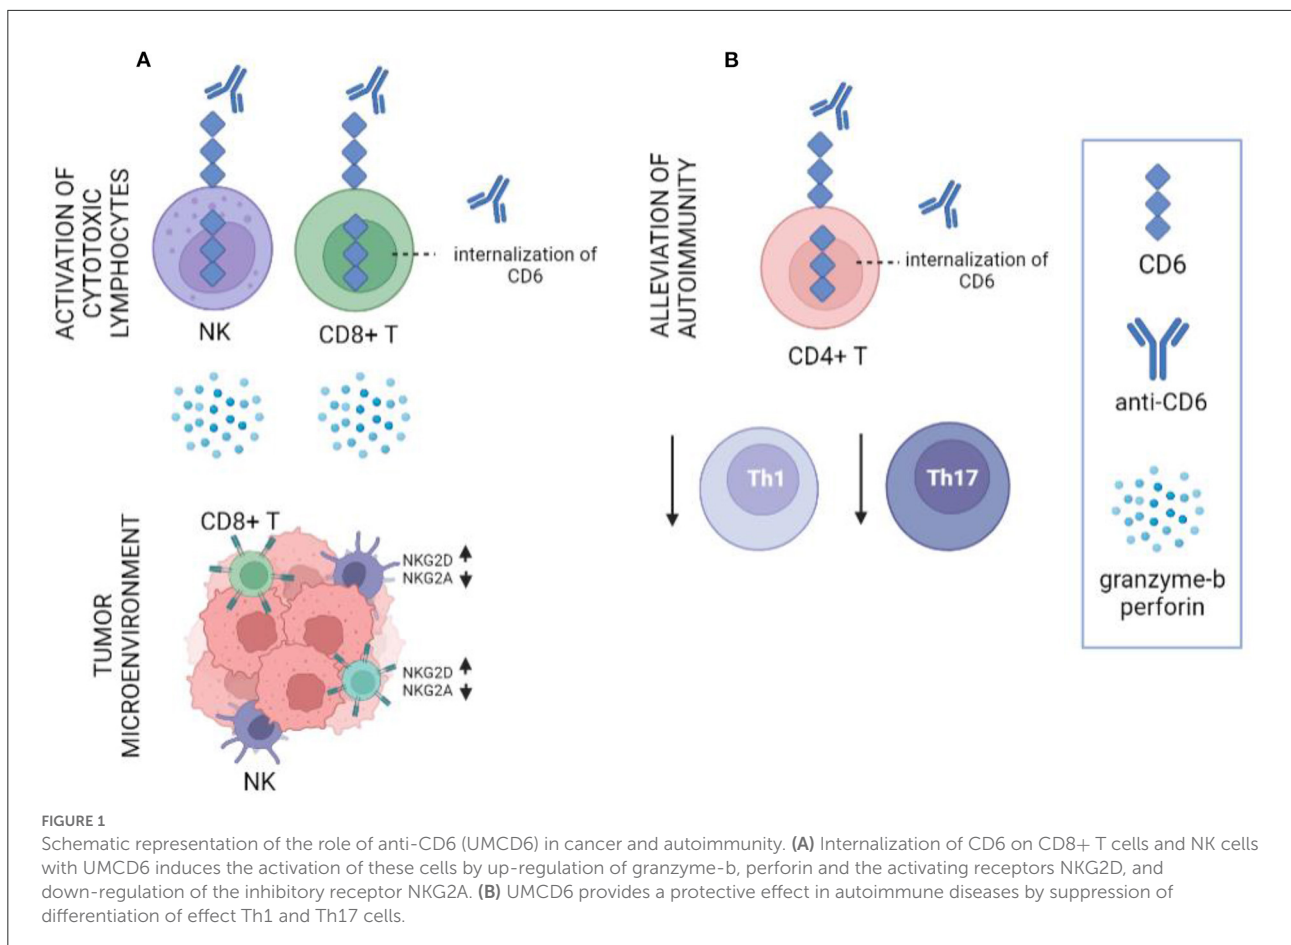 A
ACTIVATION OF
CYTOTOXIC
LYMPHOCYTES
NK
CD8+ T
internalization of
CD6
TUMOR
MICROENVIRONMENT
CD8+ T
NKG2D
NKG2A
NKG2D
NKG2A
NK
B
ALLEVIATION OF
AUTOIMMUNITY
internalization of
CD6
CD4+ T
Th1
Th17
CD6
anti-CD6
granzyme-b
perforin
FIGURE 1
Schematic representation of the role of anti-CD6 (UMCD6) in cancer and autoimmunity. (A) Internalization of CD6 on CD8+ T cells and NK cells
with UMCD6 induces the activation of these cells by up-regulation of granzyme-b, perforin and the activating receptors NKG2D, and
down-regulation of the inhibitory receptor NKG2A. (B) UMCD6 provides a protective effect in autoimmune diseases by suppression of
differentiation of effect Th1 and Th17 cells.